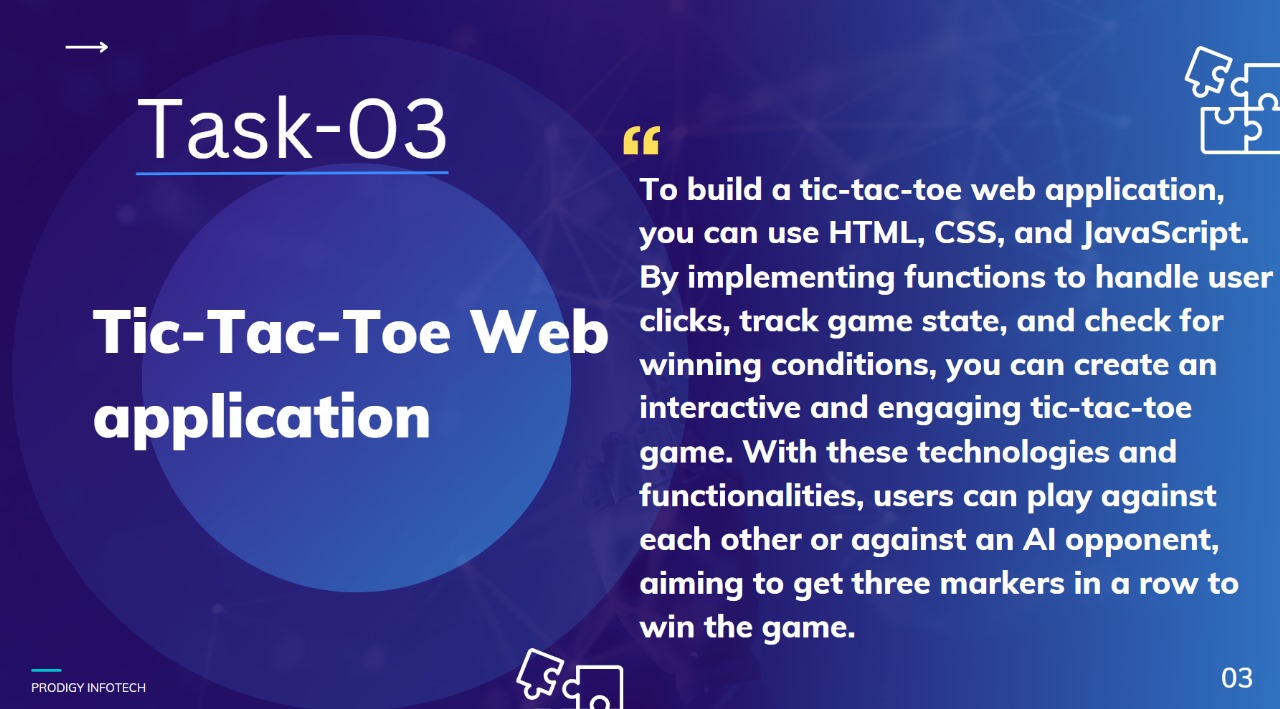 Task-03
Tic-Tac-Toe Web
application
“
To build a tic-tac-toe web application,
you can use HTML, CSS, and JavaScript.
By implementing functions to handle user
clicks, track game state, and check for
winning conditions, you can create an
interactive and engaging tic-tac-toe
game. With these technologies and
functionalities, users can play against
each other or against an AI opponent,
aiming to get three markers in a row to
win the game.
PRODIGY INFOTECH
03